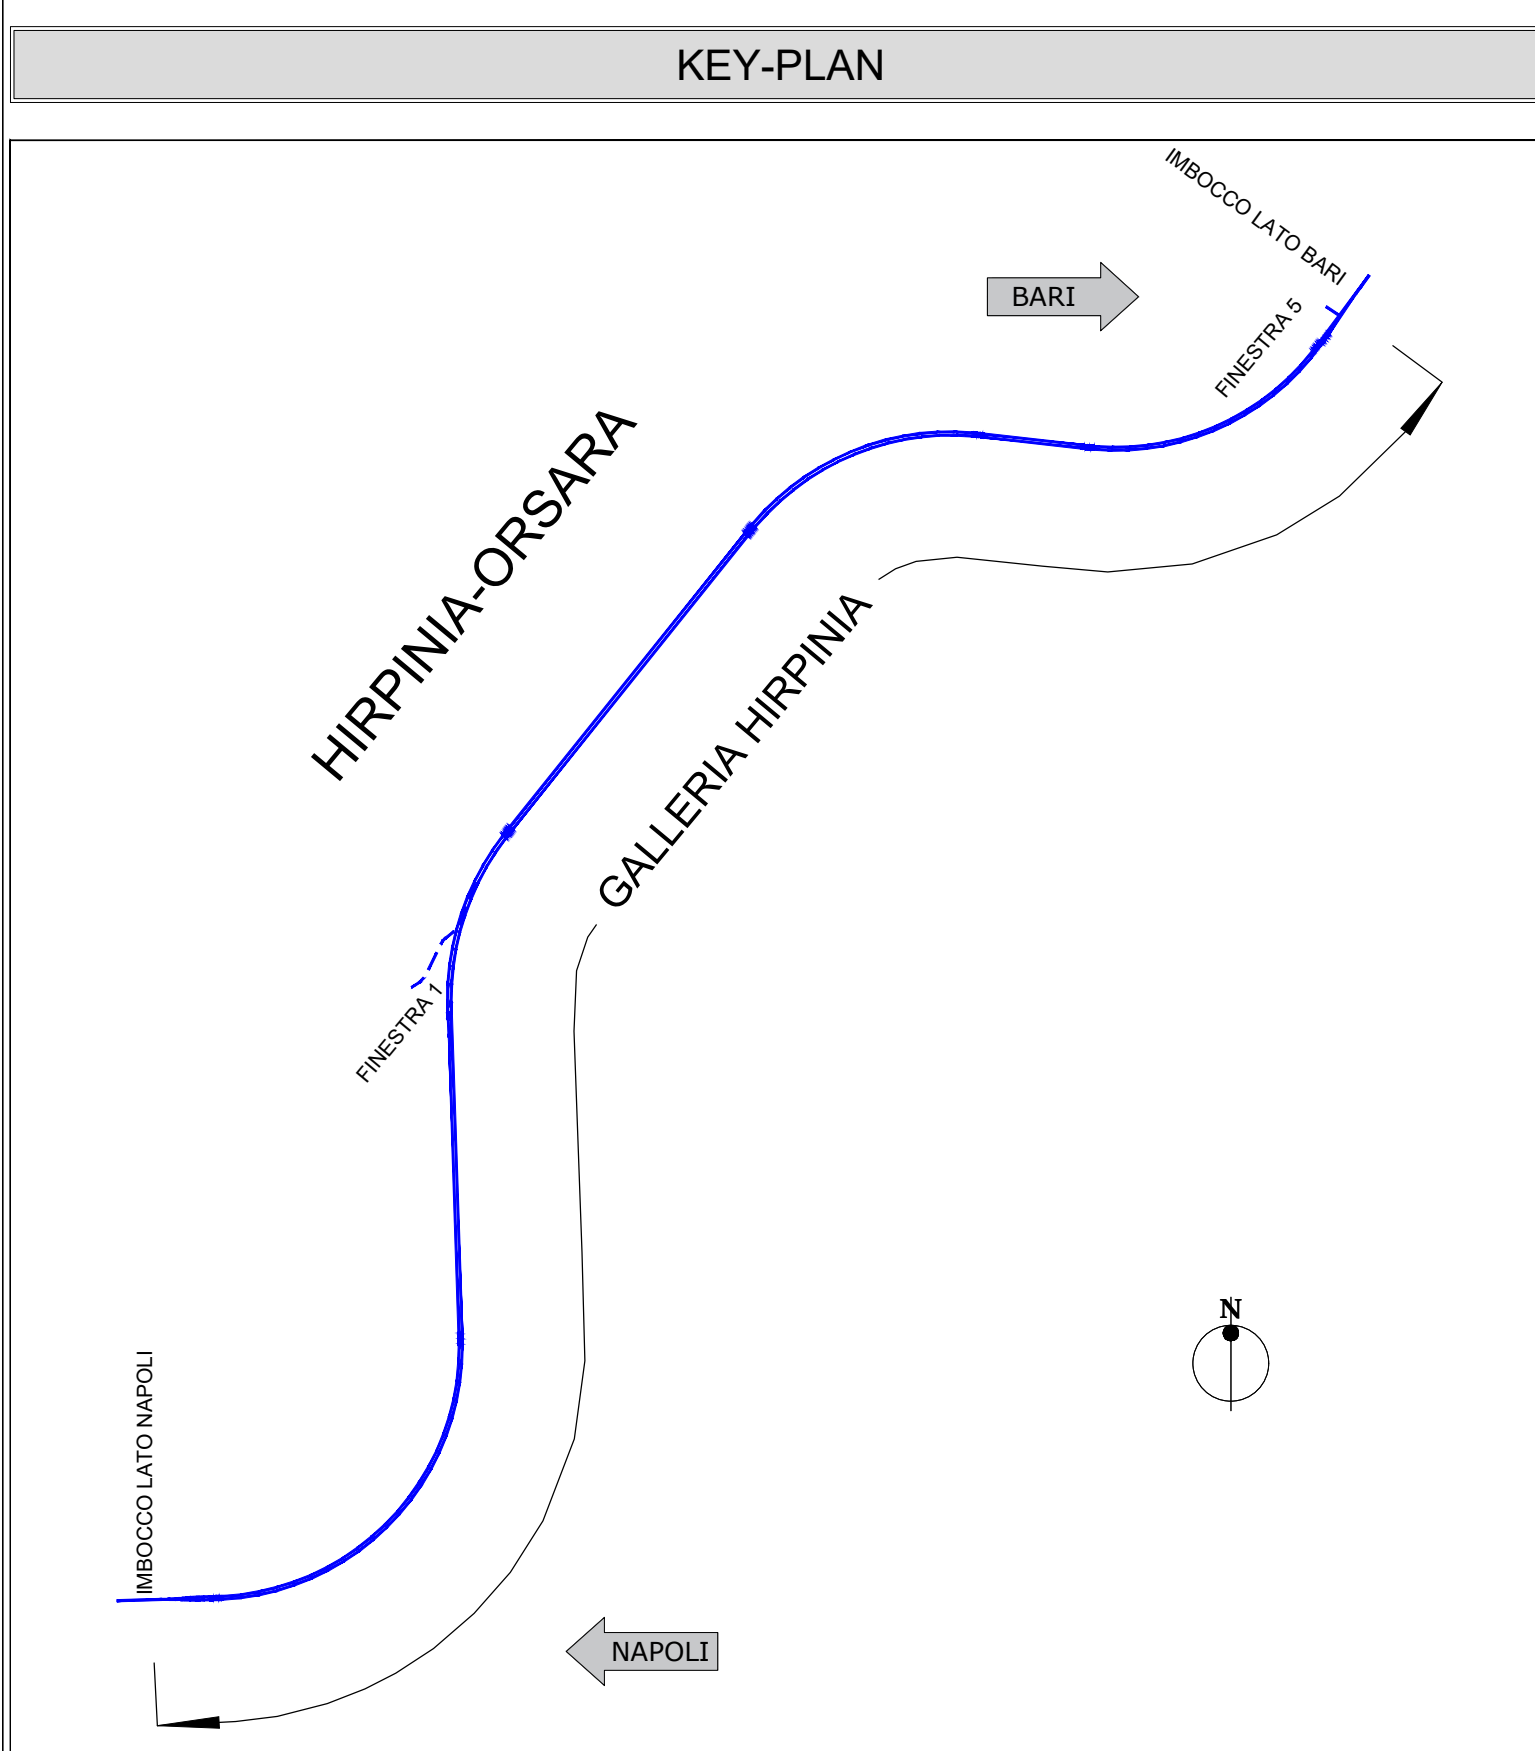 KEY-PLAN
IMBOCCO LATO BARI
BARI
FINESTRA 5
HIRPINIA-ORSARA
GALLERIA HIRPINIA
FINESTRA 1
N
IMBOCCO LATO NAPOLI
NAPOLI